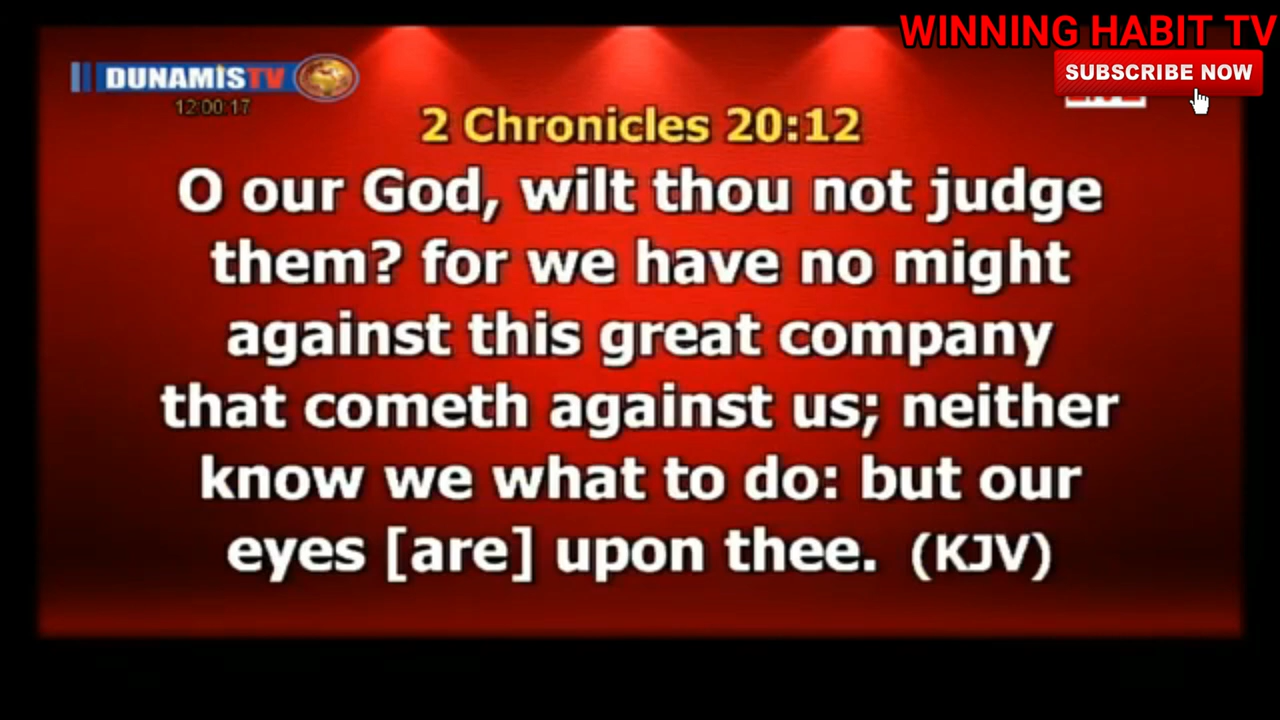 WINNING HABIT TV
SUBSCRIBE NOW
DUNAMIS TV
12:00:17
2 Chronicles 20:12
O our God, wilt thou not judge
them? for we have no might
against this great company
that cometh against us; neither
know we what to do: but our
eyes [are] upon thee. (KJV)